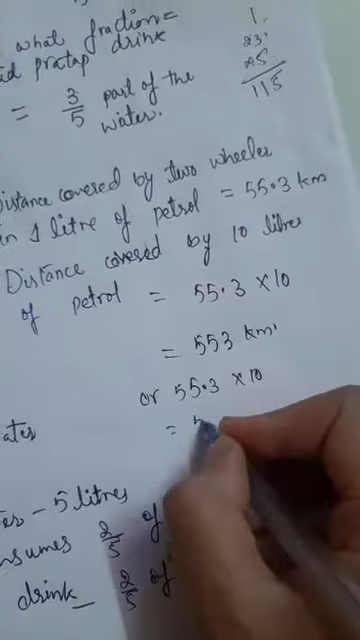 what fraction =
pratap drink
= 3/5 part of the
water.
1.
23.
25
115
Distance covered by two wheeler
in 1 litre of petrol = 55.3 km
Distance covered by 10 litres
of petrol = 55.3 × 10
= 553 km.
or 55.3 × 10
=
- 5 litres
2/5 of
drink_ 2/5 of